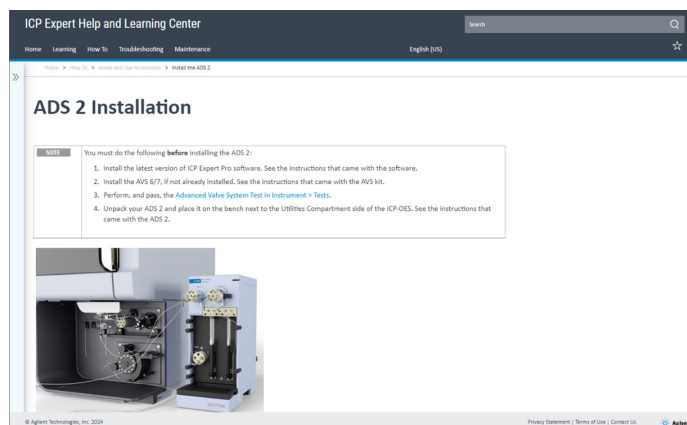 ICP Expert Help and Learning Center
Search
Home Learning How To Troubleshooting Maintenance
English (US)
Home > How To > Install and Use Accessories > Install the ADS 2
ADS 2 Installation
NOTE
You must do the following before installing the ADS 2:
1. Install the latest version of ICP Expert Pro software. See the instructions that came with the software.
2. Install the AVS 6/7, if not already installed. See the instructions that came with the AVS kit.
3. Perform, and pass, the Advanced Valve System Test in Instrument > Tests.
4. Unpack your ADS 2 and place it on the bench next to the Utilities Compartment side of the ICP-OES. See the instructions that
came with the ADS 2.
© Agilent Technologies, Inc. 2024
Privacy Statement | Terms of Use | Contact Us